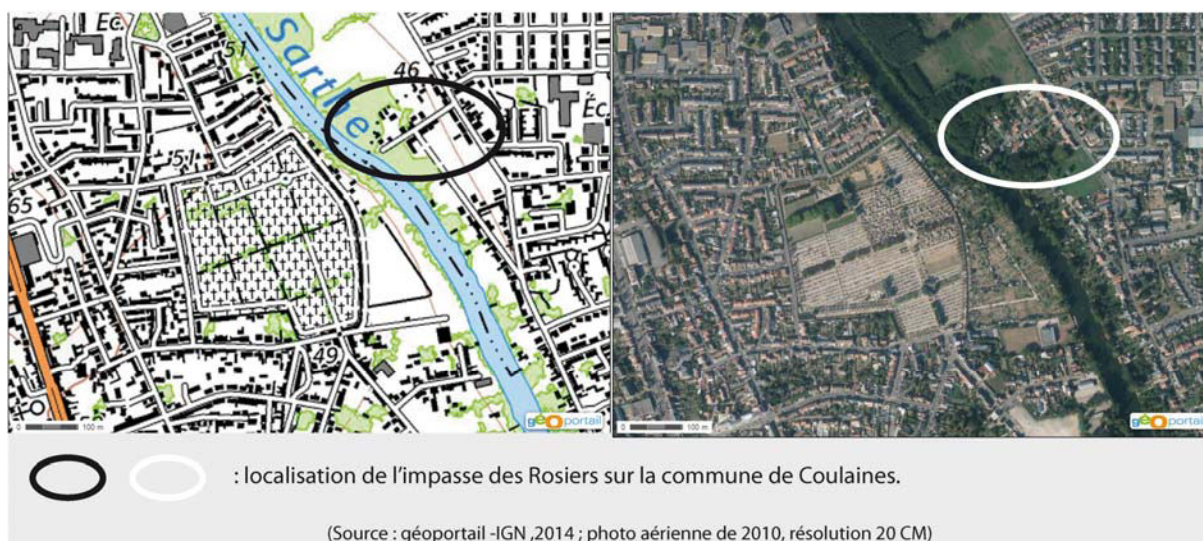 Éc.
51
Sarthe
46
Éc
51
65
49
0 100 m
géoportail
0 100 m
géoportail
: localisation de l'impasse des Rosiers sur la commune de Coulaines.
(Source : géoportail -IGN ,2014 ; photo aérienne de 2010, résolution 20 CM)